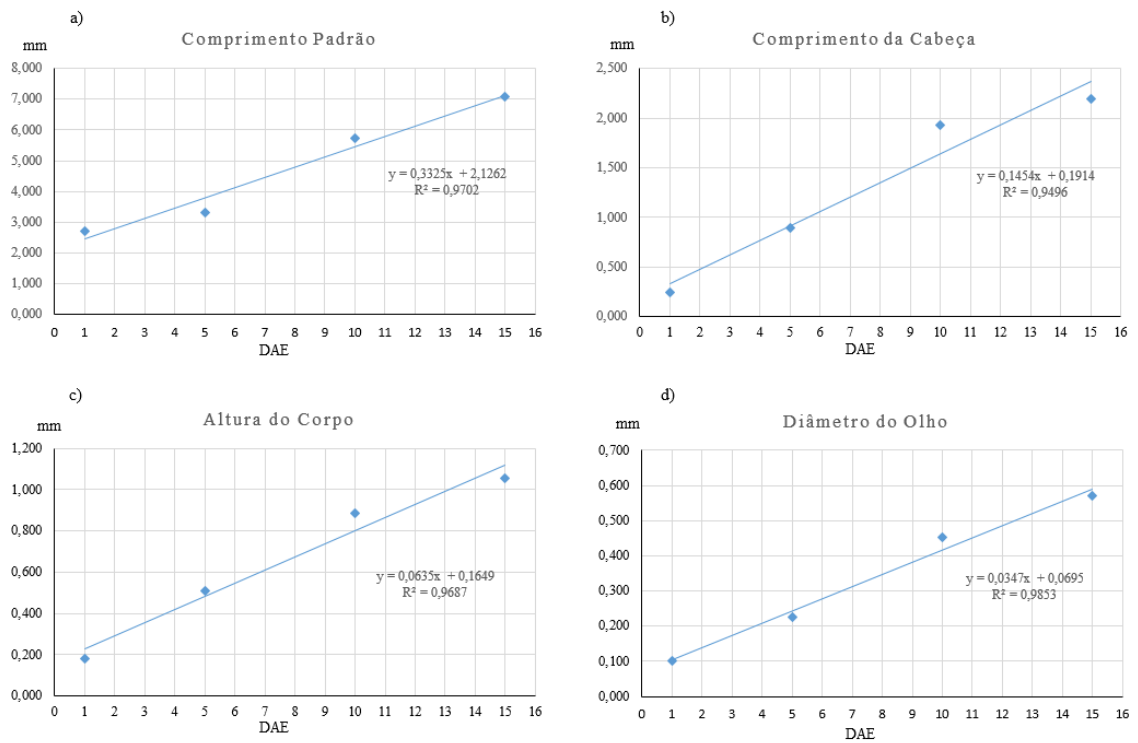 a)
Comprimento Padrão
mm
8,000
7,000
6,000
5,000
4,000
3,000
2,000
1,000
0,000
y = 0,3325x + 2,1262
R² = 0,9702
0 1 2 3 4 5 6 7 8 9 10 11 12 13 14 15 16
DAE
b)
Comprimento da Cabeça
mm
2,500
2,000
1,500
1,000
0,500
0,000
y = 0,1454x + 0,1914
R² = 0,9496
0 1 2 3 4 5 6 7 8 9 10 11 12 13 14 15 16
DAE
c)
Altura do Corpo
mm
1,200
1,000
0,800
0,600
0,400
0,200
0,000
y = 0,0635x + 0,1649
R² = 0,9687
0 1 2 3 4 5 6 7 8 9 10 11 12 13 14 15 16
DAE
d)
Diâmetro do Olho
mm
0,700
0,600
0,500
0,400
0,300
0,200
0,100
0,000
y = 0,0347x + 0,0695
R² = 0,9853
0 1 2 3 4 5 6 7 8 9 10 11 12 13 14 15 16
DAE